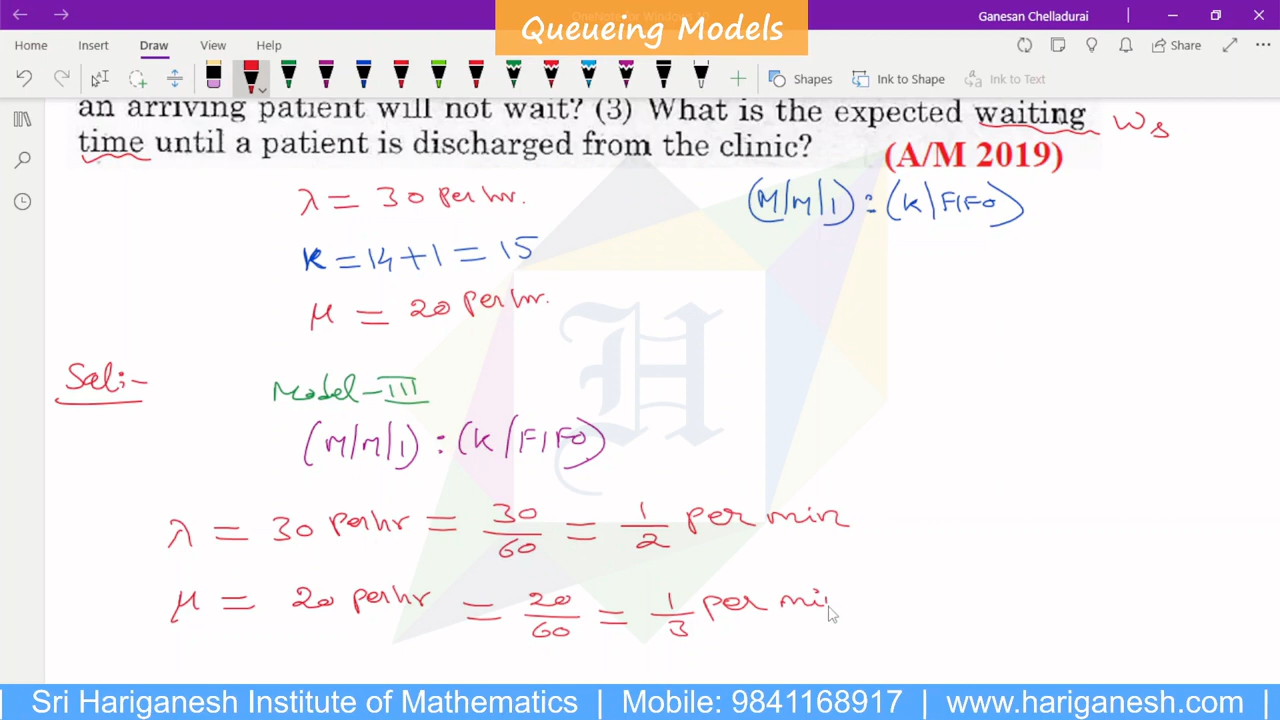 Queueing Models
Ganesan Chelladurai
Home Insert Draw View Help
Share
Shapes Ink to Shape Ink to Text
an arriving patient will not wait? (3) What is the expected waiting Ws
time until a patient is discharged from the clinic? (A/M 2019)
λ = 30 per hr. (M/M/1) : (K/FIFO)
K = 14 + 1 = 15
μ = 20 per hr.
Sol:-
Model - III
(M/M/1) : (K/FIFO)
λ = 30 per hr = 30/60 = 1/2 per min
μ = 20 per hr = 20/60 = 1/3 per mi
H
Sri Hariganesh Institute of Mathematics | Mobile: 9841168917 | www.hariganesh.com |